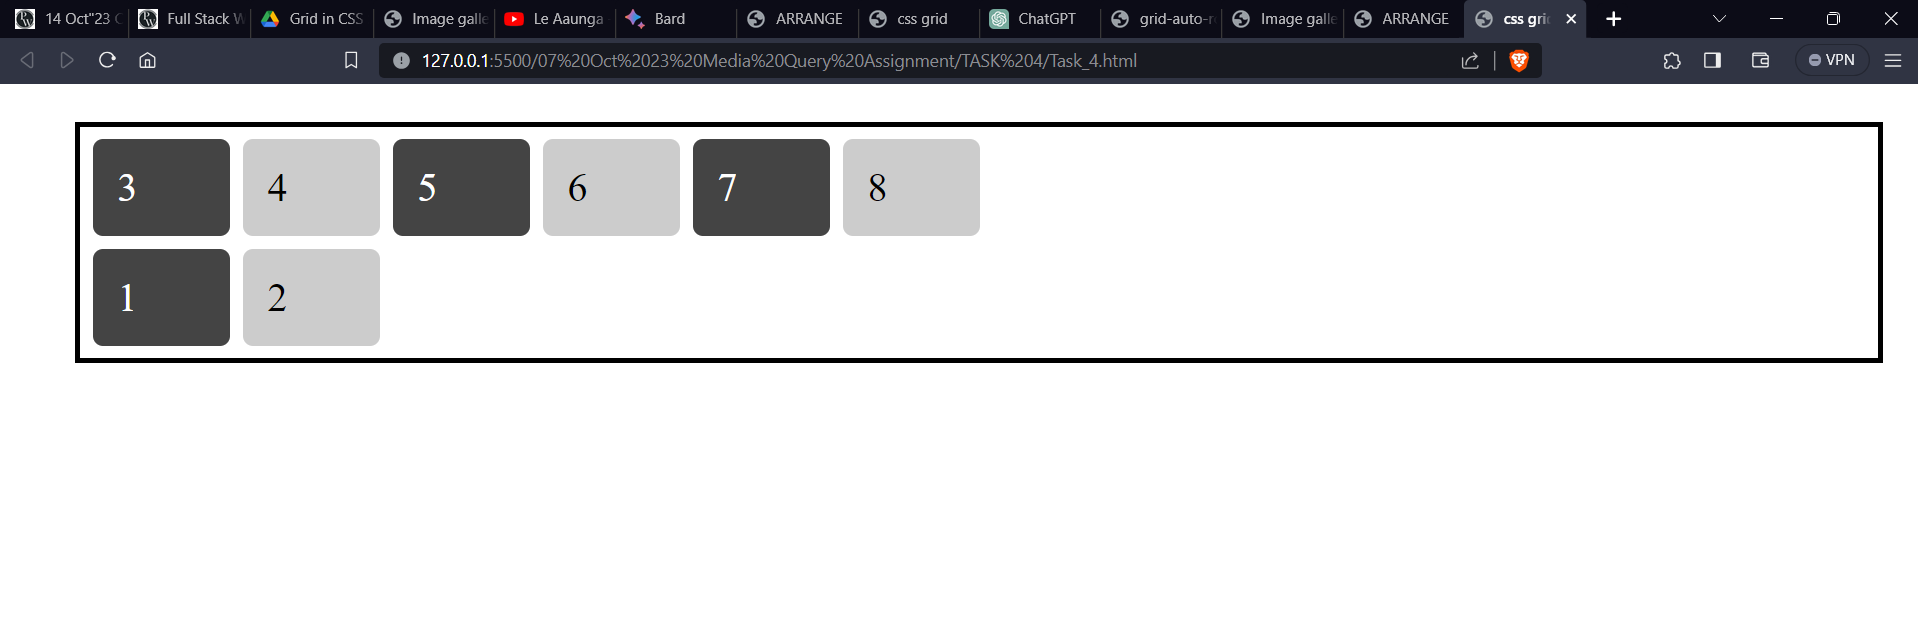 14 Oct"23 Full Stack W Grid in CSS Image galle Le Aaunga Bard ARRANGE css grid ChatGPT grid-auto-r Image galle ARRANGE css gri
127.0.0.1:5500/07%20Oct%2023%20Media%20Query%20Assignment/TASK%204/Task_4.html VPN
3 4 5 6 7 8
1 2